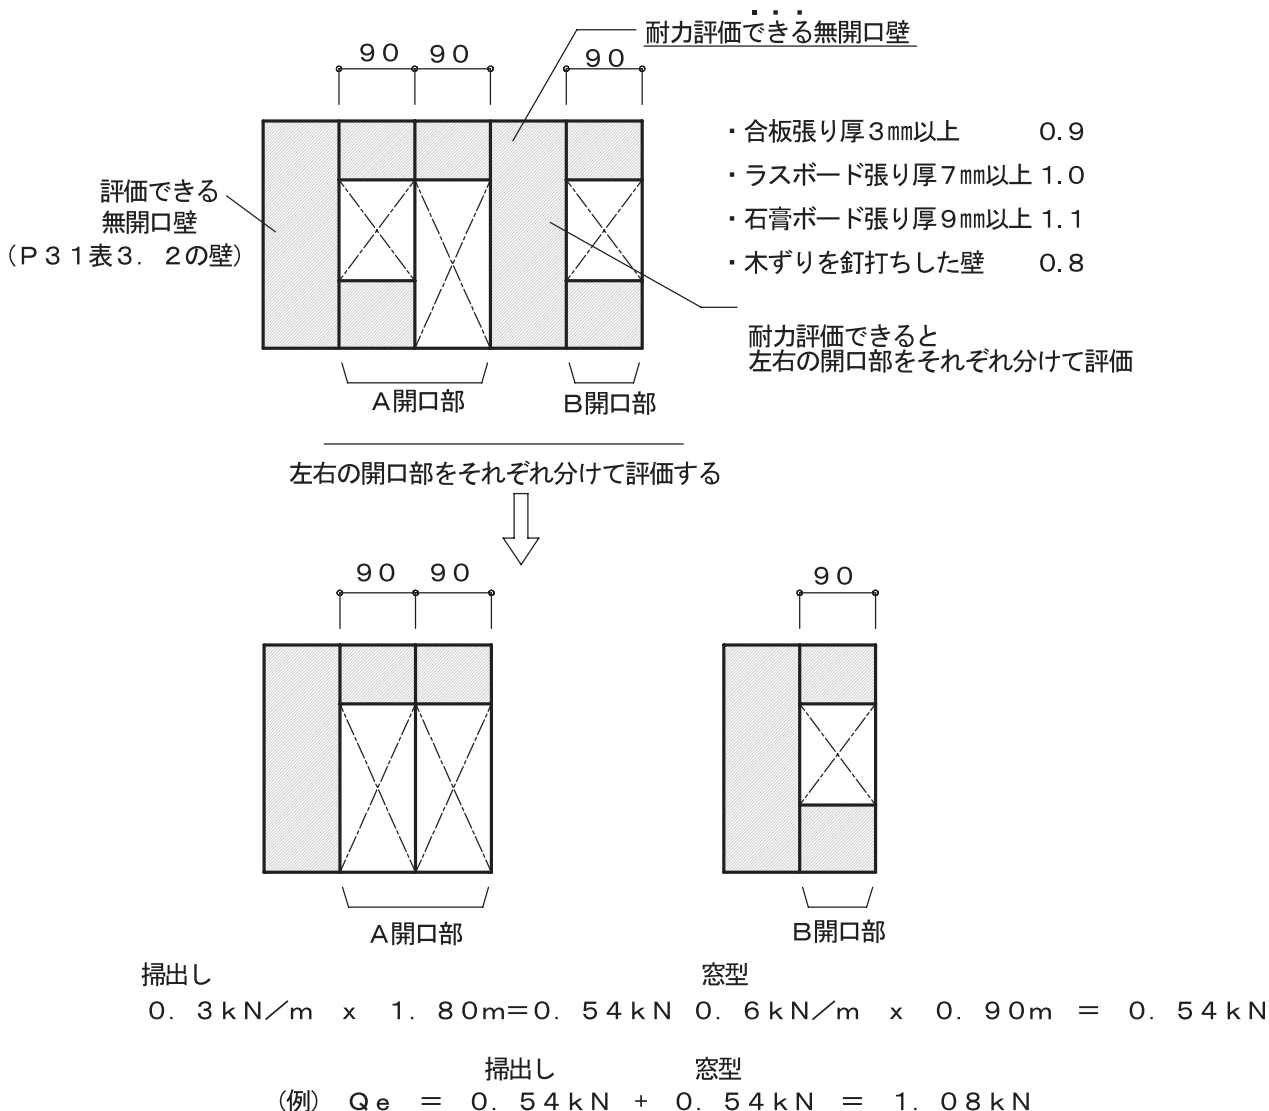 耐力評価できる無開口壁
90 90 90
・合板張り厚3㎜以上 0.9
・ラスボード張り厚7㎜以上 1.0
・石膏ボード張り厚9㎜以上 1.1
・木ずりを釘打ちした壁 0.8
評価できる
無開口壁
(P31表3.2の壁)
耐力評価できると
左右の開口部をそれぞれ分けて評価
A開口部 B開口部
左右の開口部をそれぞれ分けて評価する
90 90 90
A開口部 B開口部
掃出し 窓型
0.3kN/m x 1.80m=0.54kN 0.6kN/m x 0.90m = 0.54kN
掃出し 窓型
(例) Qe = 0.54kN + 0.54kN = 1.08kN